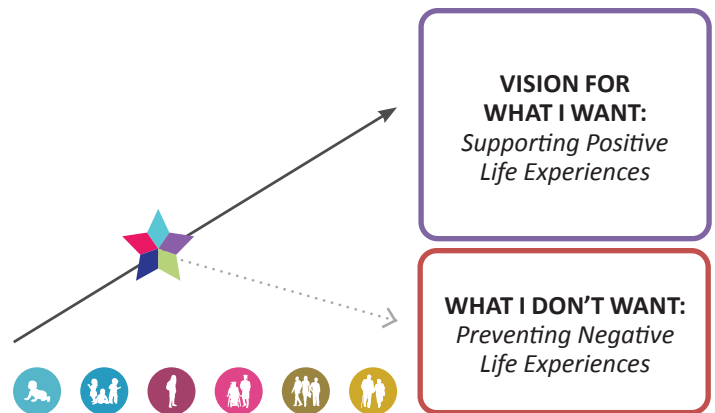 VISION FOR
WHAT I WANT:
Supporting Positive
Life Experiences
WHAT I DON’T WANT:
Preventing Negative
Life Experiences